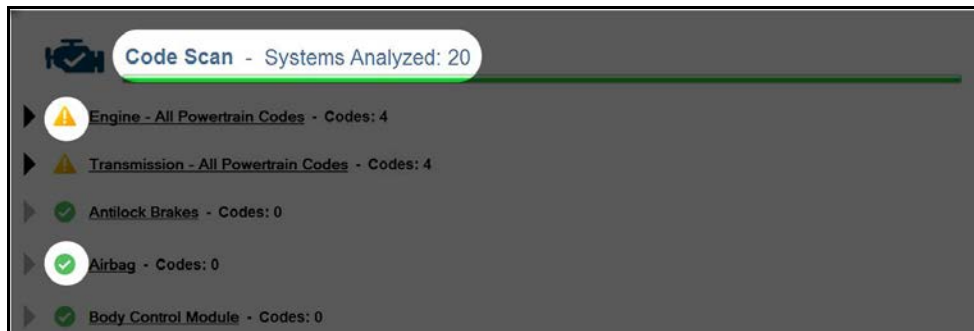 Code Scan - Systems Analyzed: 20
Engine - All Powertrain Codes - Codes: 4
Transmission - All Powertrain Codes - Codes: 4
Antilock Brakes - Codes: 0
Airbag - Codes: 0
Body Control Module - Codes: 0